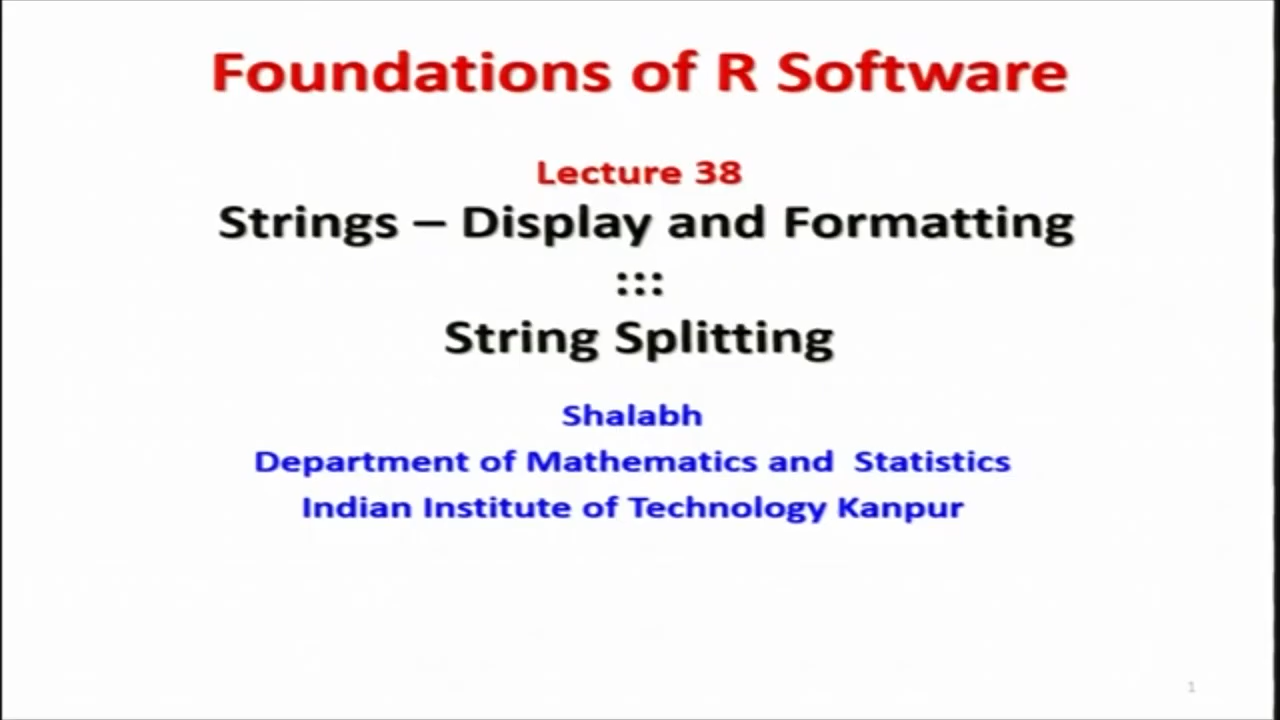 Foundations of R Software
Lecture 38
Strings – Display and Formatting
:::
String Splitting
Shalabh
Department of Mathematics and Statistics
Indian Institute of Technology Kanpur
1